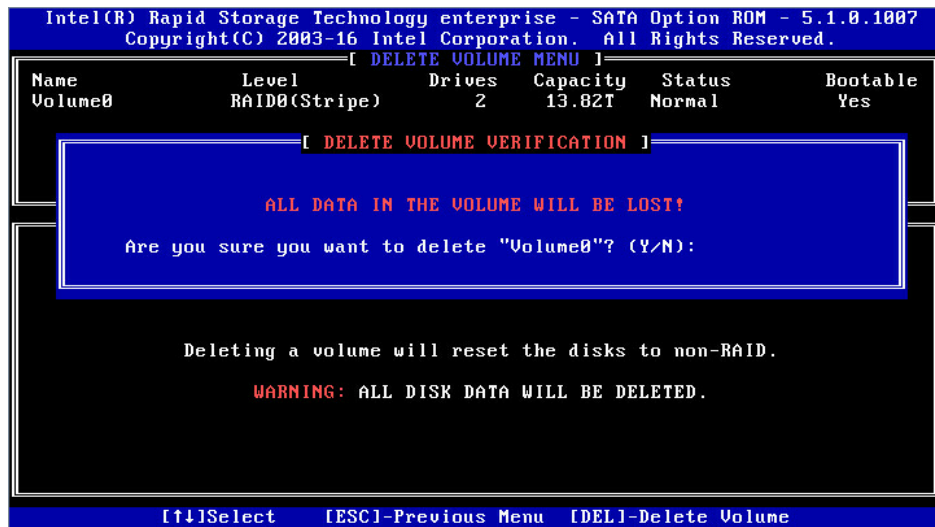 Intel(R) Rapid Storage Technology enterprise - SATA Option ROM - 5.1.0.1007
Copyright(C) 2003-16 Intel Corporation.  All Rights Reserved.
[ DELETE VOLUME MENU ]
Name Level Drives Capacity Status Bootable
Volume0 RAID0(Stripe) 2 13.82T Normal Yes
[ DELETE VOLUME VERIFICATION ]
ALL DATA IN THE VOLUME WILL BE LOST!
Are you sure you want to delete "Volume0"? (Y/N):
Deleting a volume will reset the disks to non-RAID.
WARNING: ALL DISK DATA WILL BE DELETED.
[↑↓]Select [ESC]-Previous Menu [DEL]-Delete Volume